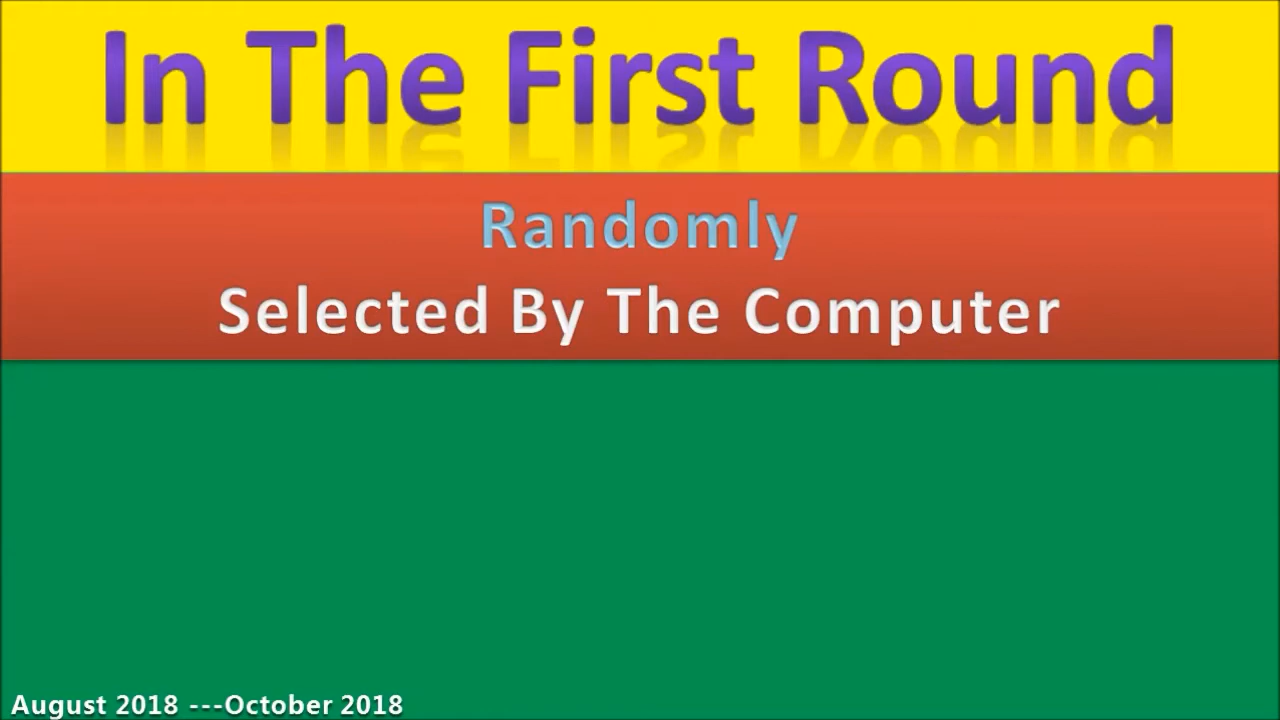 In The First Round
Randomly
Selected By The Computer
August 2018 ---October 2018